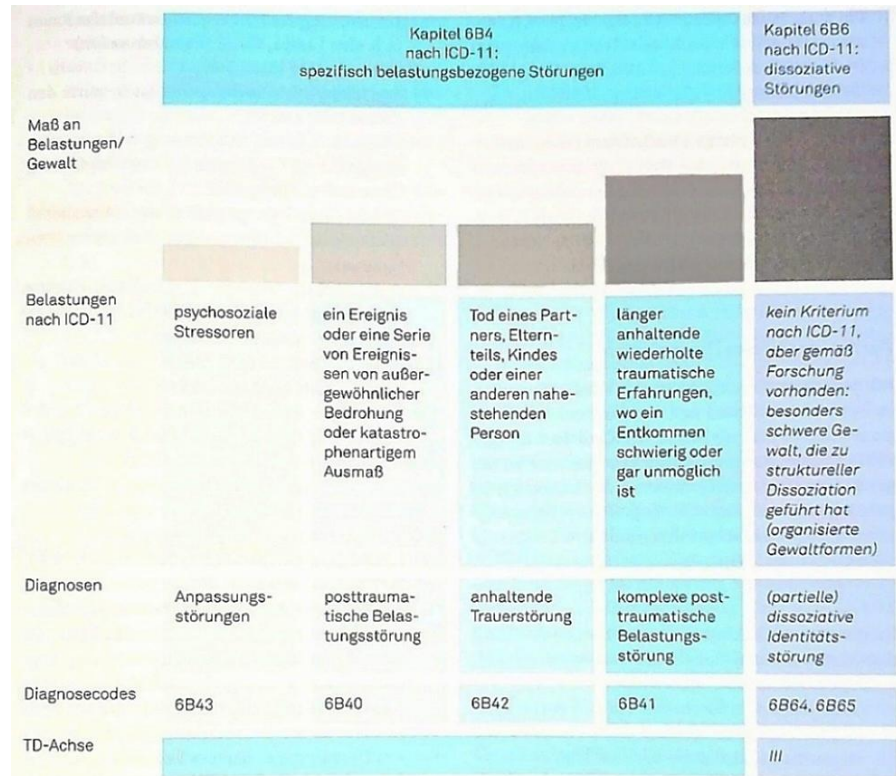 Kapitel 6B4
nach ICD-11:
spezifisch belastungsbezogene Störungen
Kapitel 6B6
nach ICD-11:
dissoziative
Störungen
Maß an
Belastungen/
Gewalt
Belastungen
nach ICD-11
psychosoziale
Stressoren
ein Ereignis
oder eine Serie
von Ereignis-
sen von außer-
gewöhnlicher
Bedrohung
oder katastro-
phenartigem
Ausmaß
Tod eines Part-
ners, Eltern-
teils, Kindes
oder einer
anderen nahe-
stehenden
Person
länger
anhaltende
wiederholte
traumatische
Erfahrungen,
wo ein
Entkommen
schwierig oder
gar unmöglich
ist
kein Kriterium
nach ICD-11,
aber gemäß
Forschung
vorhanden:
besonders
schwere Ge-
walt, die zu
struktureller
Dissoziation
geführt hat
(organisierte
Gewaltformen)
Diagnosen
Anpassungs-
störungen
posttrauma-
tische Belas-
tungsstörung
anhaltende
Trauerstörung
komplexe post-
traumatische
Belastungs-
störung
(partielle)
dissoziative
Identitäts-
störung
Diagnosecodes
6B43
6B40
6B42
6B41
6B64, 6B65
TD-Achse
III